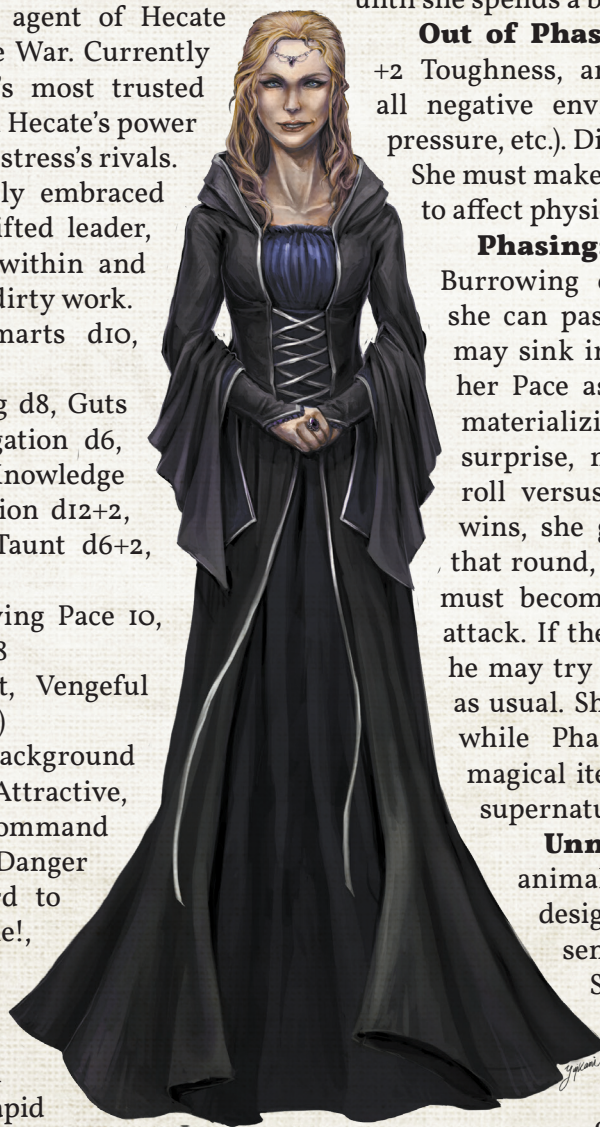 agent of Hecate
e War. Currently
's most trusted
Hecate's power
stress's rivals.
ly embraced
ifted leader,
within and
dirty work.
marts d10,
g d8, Guts
gation d6,
Knowledge
ion d12+2,
Taunt d6+2,
ving Pace 10,
8
t, Vengeful
)
ackground
Attractive,
ommand
Danger
rd to
e!,
apid
until she spends a b
Out of Phas
+2 Toughness, a
all negative env
pressure, etc.). Di
She must make
to affect physi
Phasing:
Burrowing
she can pas
may sink i
her Pace as
materializi
surprise,
roll versus
wins, she g
that round,
must becom
attack. If the
he may try
as usual. Sh
while Pha
magical ite
supernatu
Unn
animal
desig
sen
S